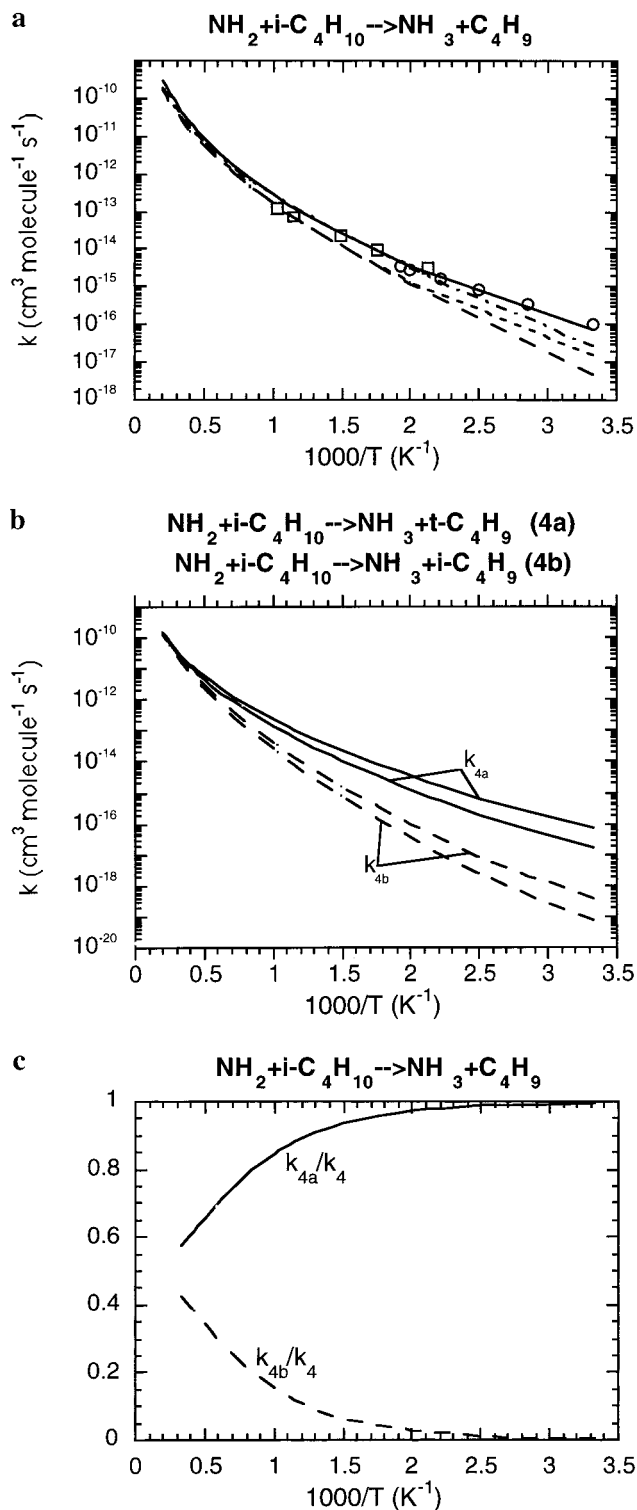 a
NH₂+i-C₄H₁₀-->NH₃+C₄H₉
k (cm³ molecule⁻¹ s⁻¹)
10⁻¹⁰
10⁻¹¹
10⁻¹²
10⁻¹³
10⁻¹⁴
10⁻¹⁵
10⁻¹⁶
10⁻¹⁷
10⁻¹⁸
0 0.5 1 1.5 2 2.5 3 3.5
1000/T (K⁻¹)
b
NH₂+i-C₄H₁₀-->NH₃+t-C₄H₉ (4a)
NH₂+i-C₄H₁₀-->NH₃+i-C₄H₉ (4b)
k (cm³ molecule⁻¹ s⁻¹)
10⁻¹⁰
10⁻¹²
10⁻¹⁴
10⁻¹⁶
10⁻¹⁸
10⁻²⁰
k₄ₐ
k₄b
0 0.5 1 1.5 2 2.5 3 3.5
1000/T (K⁻¹)
c
NH₂+i-C₄H₁₀-->NH₃+C₄H₉
1
0.8
0.6
0.4
0.2
0
k₄ₐ/k₄
k₄b/k₄
0 0.5 1 1.5 2 2.5 3 3.5
1000/T (K⁻¹)